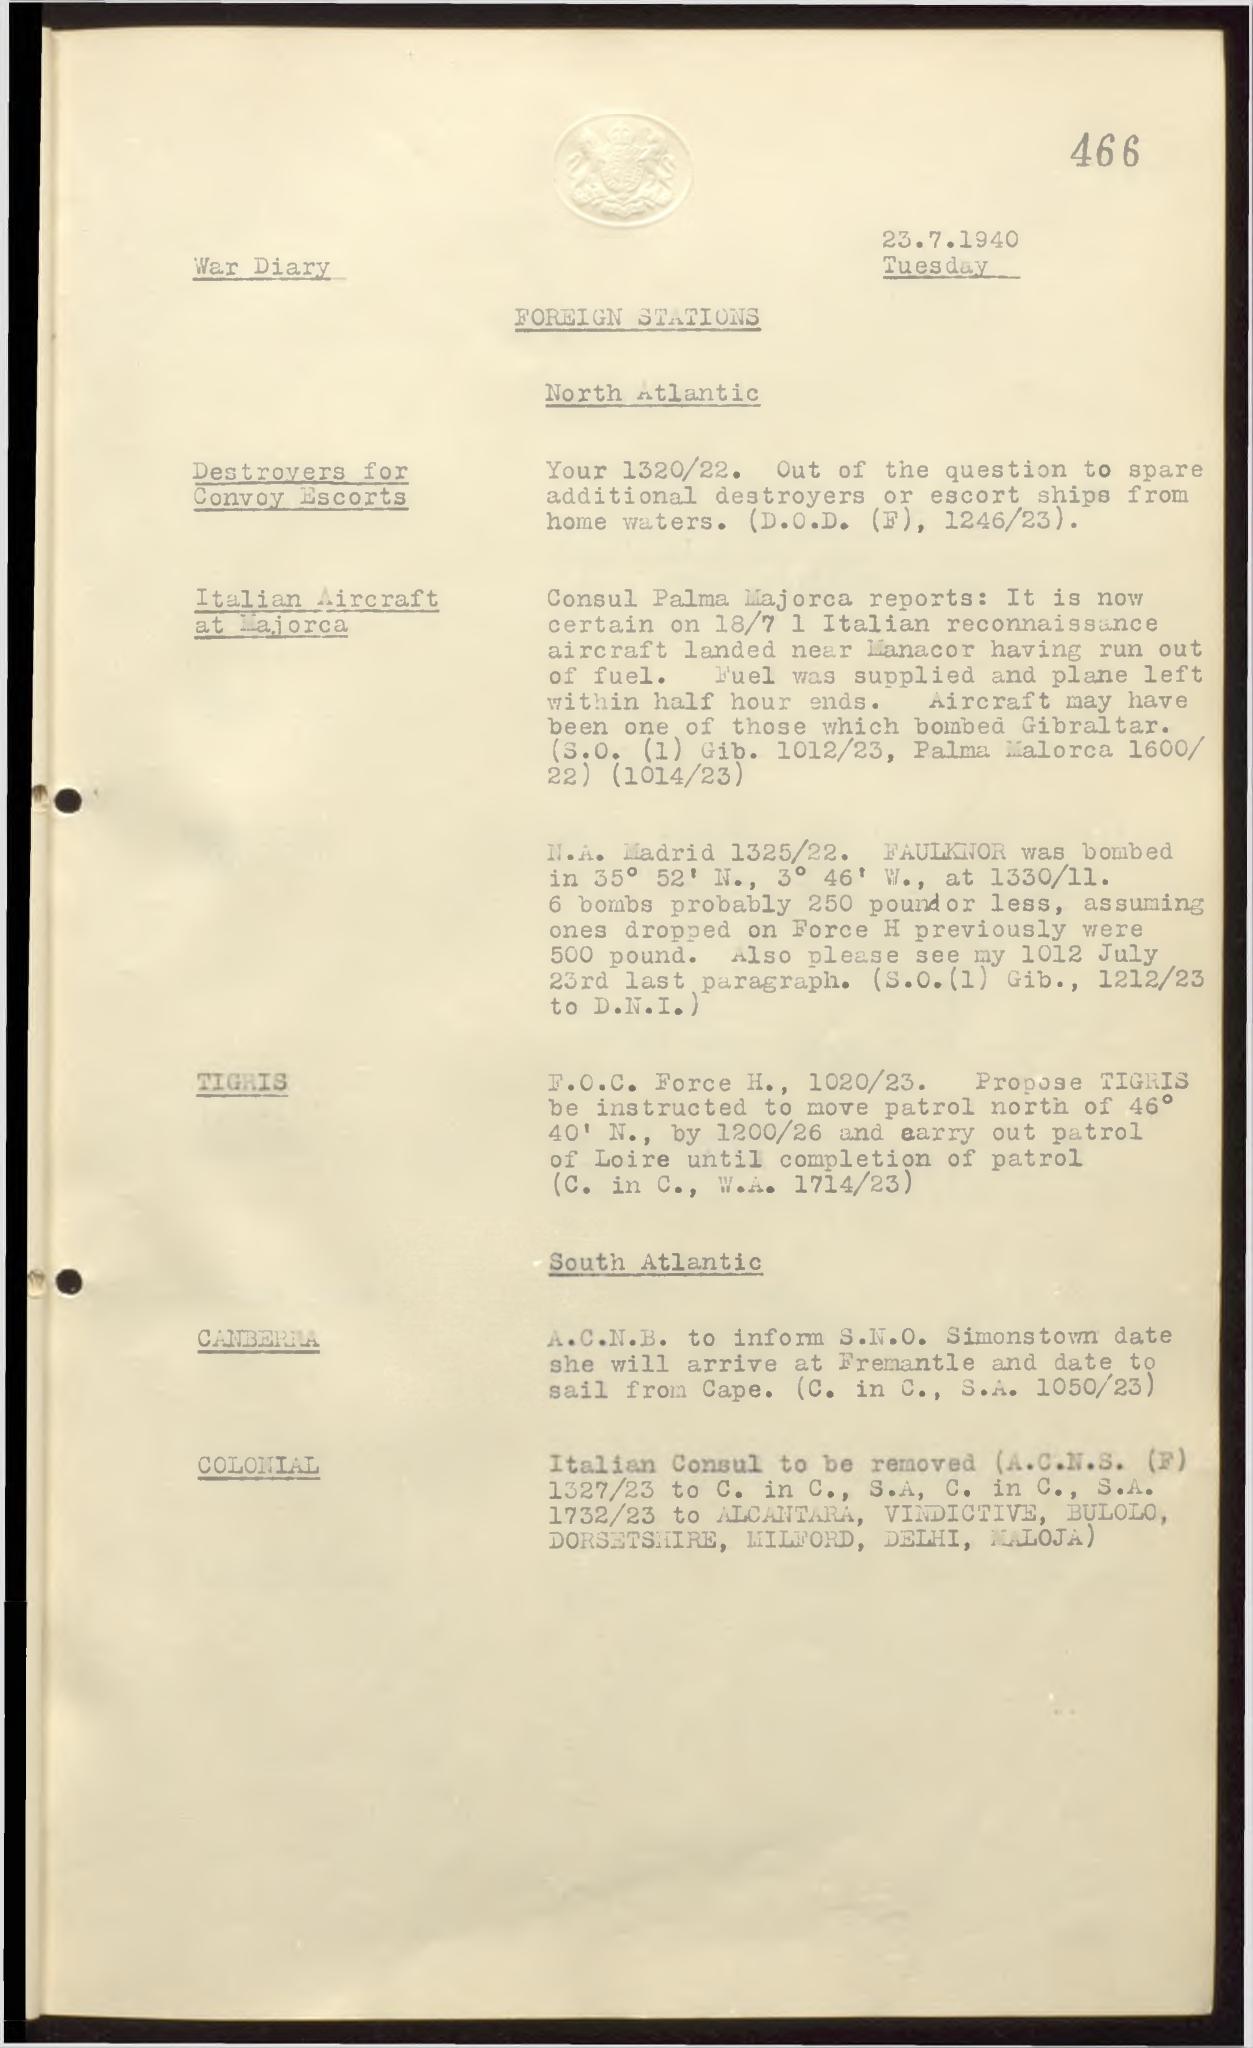 466
23.7.1940
War Diary
Tuesday
FOREIGN STATIONS
North Atlantic
Destroyers for
Convoy Escorts
Your 1320/22. Out of the question to spare
additional destroyers or escort ships from
home waters. (D.O.D. (F), 1246/23).
Italian Aircraft
at Majorca
Consul Palma Majorca reports: It is now
certain on 18/7 1 Italian reconnaissance
aircraft landed near Manacor having run out
of fuel. Fuel was supplied and plane left
within half hour ends. Aircraft may have
been one of those which bombed Gibraltar.
(S.O. (1) Gib. 1012/23, Palma Malorca 1600/
22) (1014/23)
N.A. Madrid 1325/22. FAULKNOR was bombed
in 35° 52' N., 3° 46' W., at 1330/11.
6 bombs probably 250 pound or less, assuming
ones dropped on Force H previously were
500 pound. Also please see my 1012 July
23rd last paragraph. (S.O.(1) Gib., 1212/23
to D.N.I.)
TIGRIS
F.O.C. Force H., 1020/23. Propose TIGRIS
be instructed to move patrol north of 46°
40' N., by 1200/26 and carry out patrol
of Loire until completion of patrol
(C. in C., W.A. 1714/23)
South Atlantic
CANBERRA
A.C.N.B. to inform S.N.O. Simonstown date
she will arrive at Fremantle and date to
sail from Cape. (C. in C., S.A. 1050/23)
COLONIAL
Italian Consul to be removed (A.C.N.S. (F)
1327/23 to C. in C., S.A, C. in C., S.A.
1732/23 to ALCANTARA, VINDICTIVE, BULOLO,
DORSETSHIRE, MILFORD, DELHI, MALOJA)